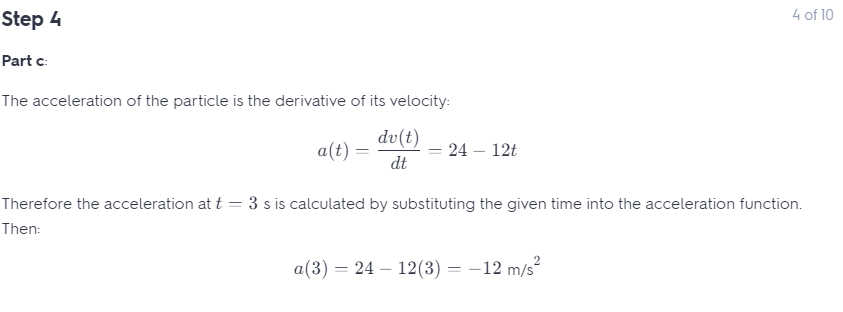 Step 4
4 of 10
Part c:
The acceleration of the particle is the derivative of its velocity:
a(t) = dv(t)/dt = 24 − 12t
Therefore the acceleration at t = 3 s is calculated by substituting the given time into the acceleration function.
Then:
a(3) = 24 − 12(3) = −12 m/s²